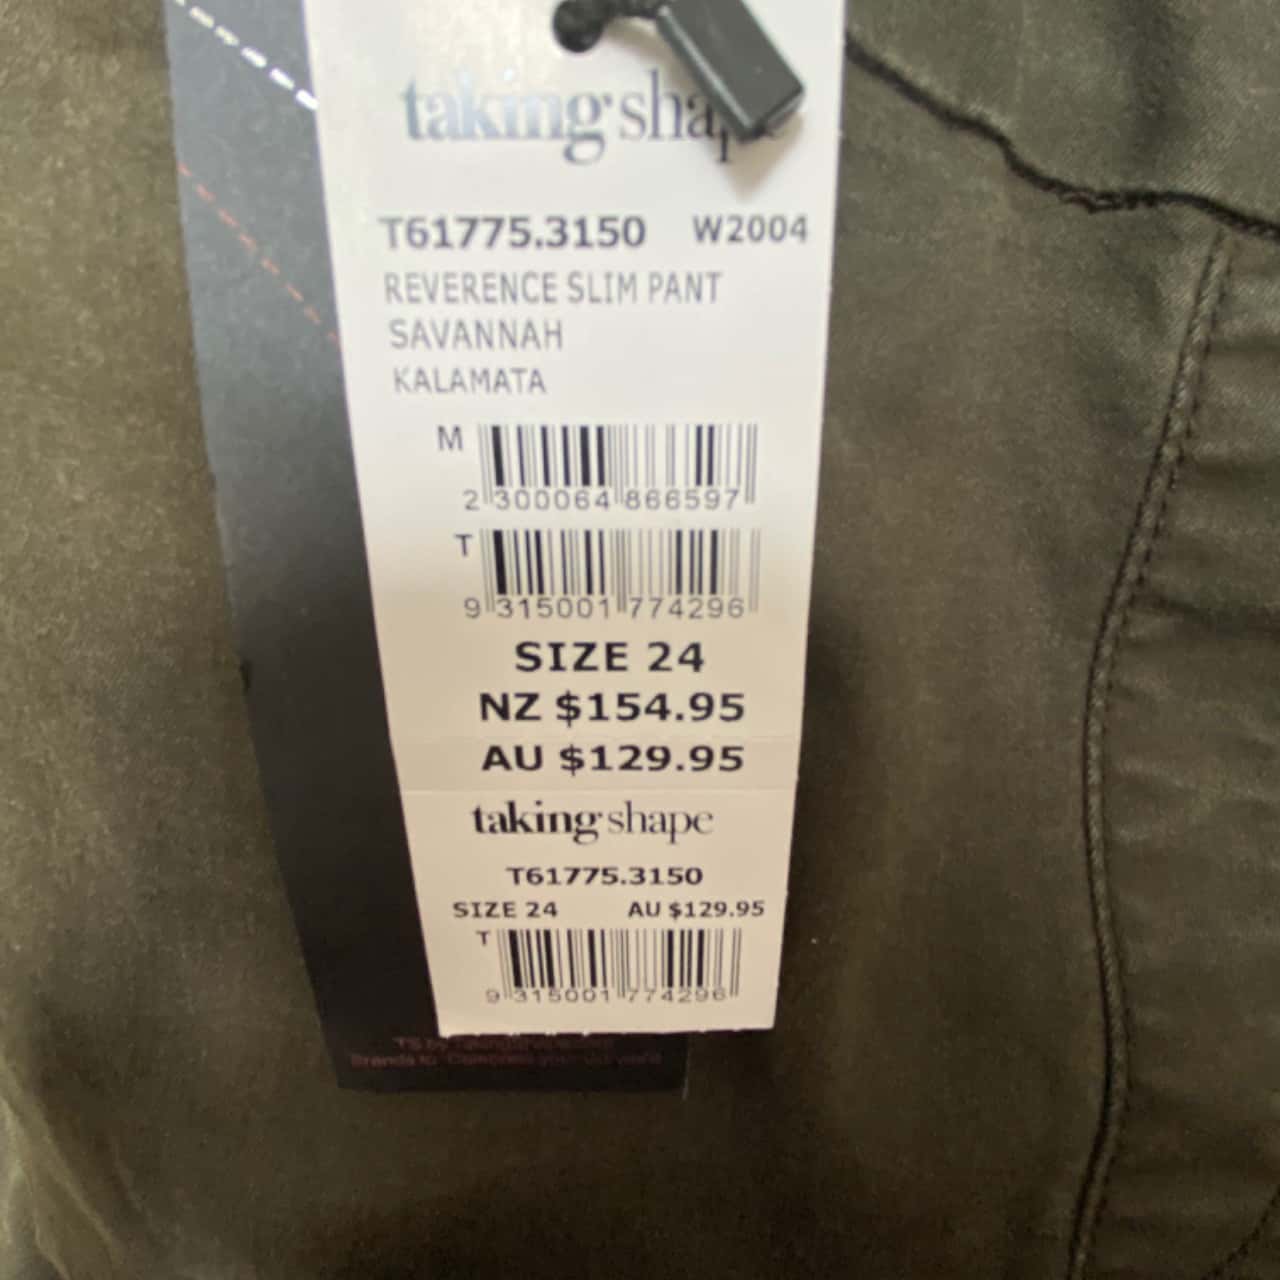 taking shape
T61775.3150 W2004
REVERENCE SLIM PANT
SAVANNAH
KALAMATA
M
2 300064 866597
T
9 315001 774296
SIZE 24
NZ $154.95
AU $129.95
taking shape
T61775.3150
SIZE 24 AU $129.95
T
9 315001 774296